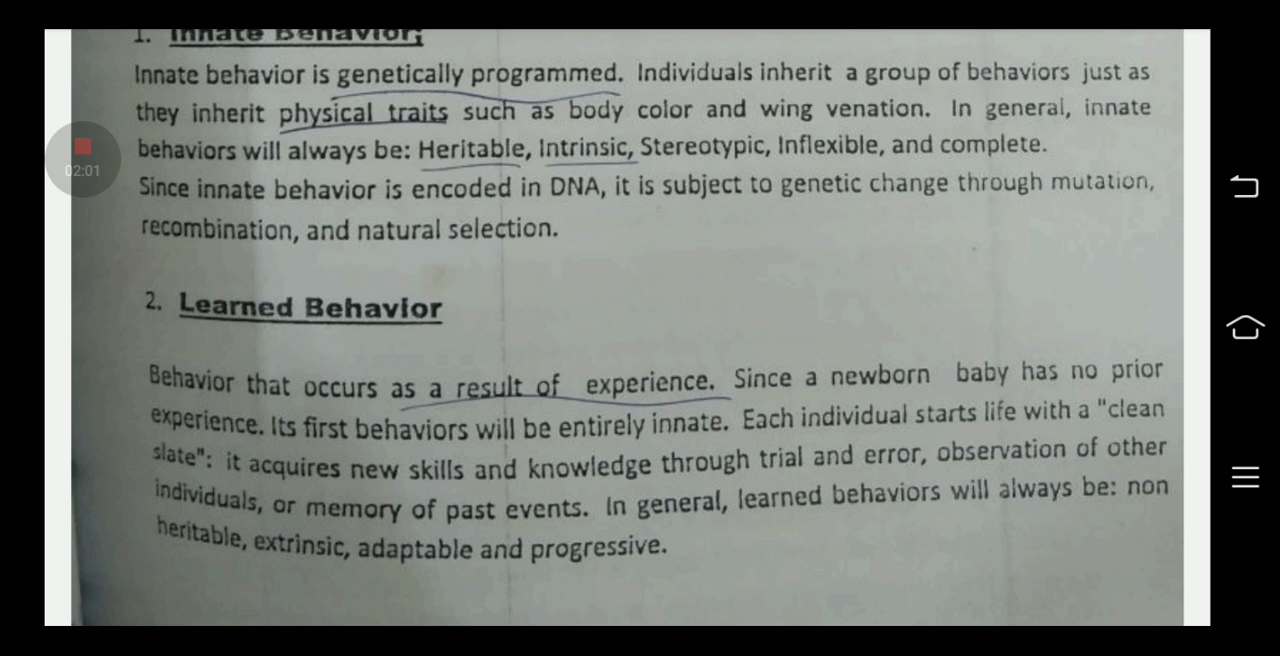 1. Innate Behavior;
Innate behavior is genetically programmed. Individuals inherit a group of behaviors just as
they inherit physical traits such as body color and wing venation. In general, innate
behaviors will always be: Heritable, Intrinsic, Stereotypic, Inflexible, and complete.
02:01
Since innate behavior is encoded in DNA, it is subject to genetic change through mutation,
recombination, and natural selection.
2. Learned Behavior
Behavior that occurs as a result of experience. Since a newborn baby has no prior
experience. Its first behaviors will be entirely innate. Each individual starts life with a "clean
slate": it acquires new skills and knowledge through trial and error, observation of other
individuals, or memory of past events. In general, learned behaviors will always be: non
heritable, extrinsic, adaptable and progressive.